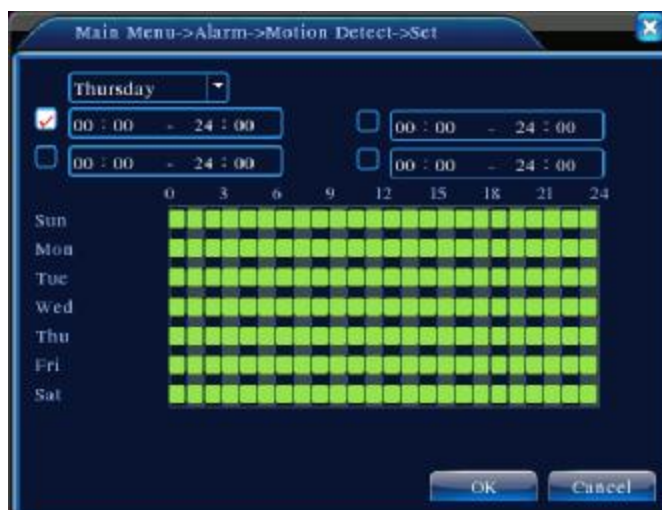 Main Menu->Alarm->Motion Detect->Set
Thursday
00 : 00 - 24 : 00 00 : 00 - 24 : 00
00 : 00 - 24 : 00 00 : 00 - 24 : 00
0 3 6 9 12 15 18 21 24
Sun
Mon
Tue
Wed
Thu
Fri
Sat
OK Cancel